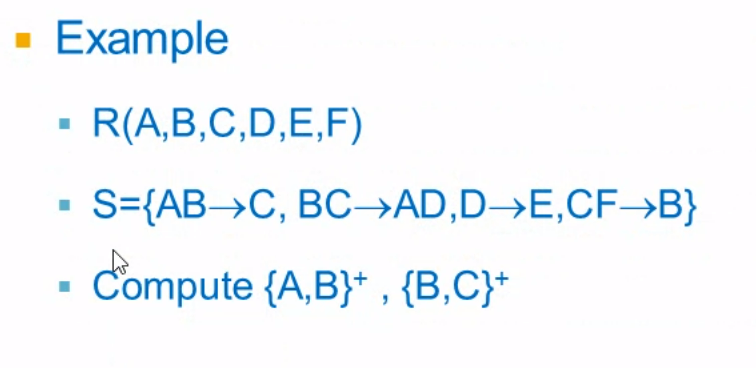 Example
R(A,B,C,D,E,F)
S={AB→C, BC→AD,D→E,CF→B}
Compute {A,B}⁺ , {B,C}⁺